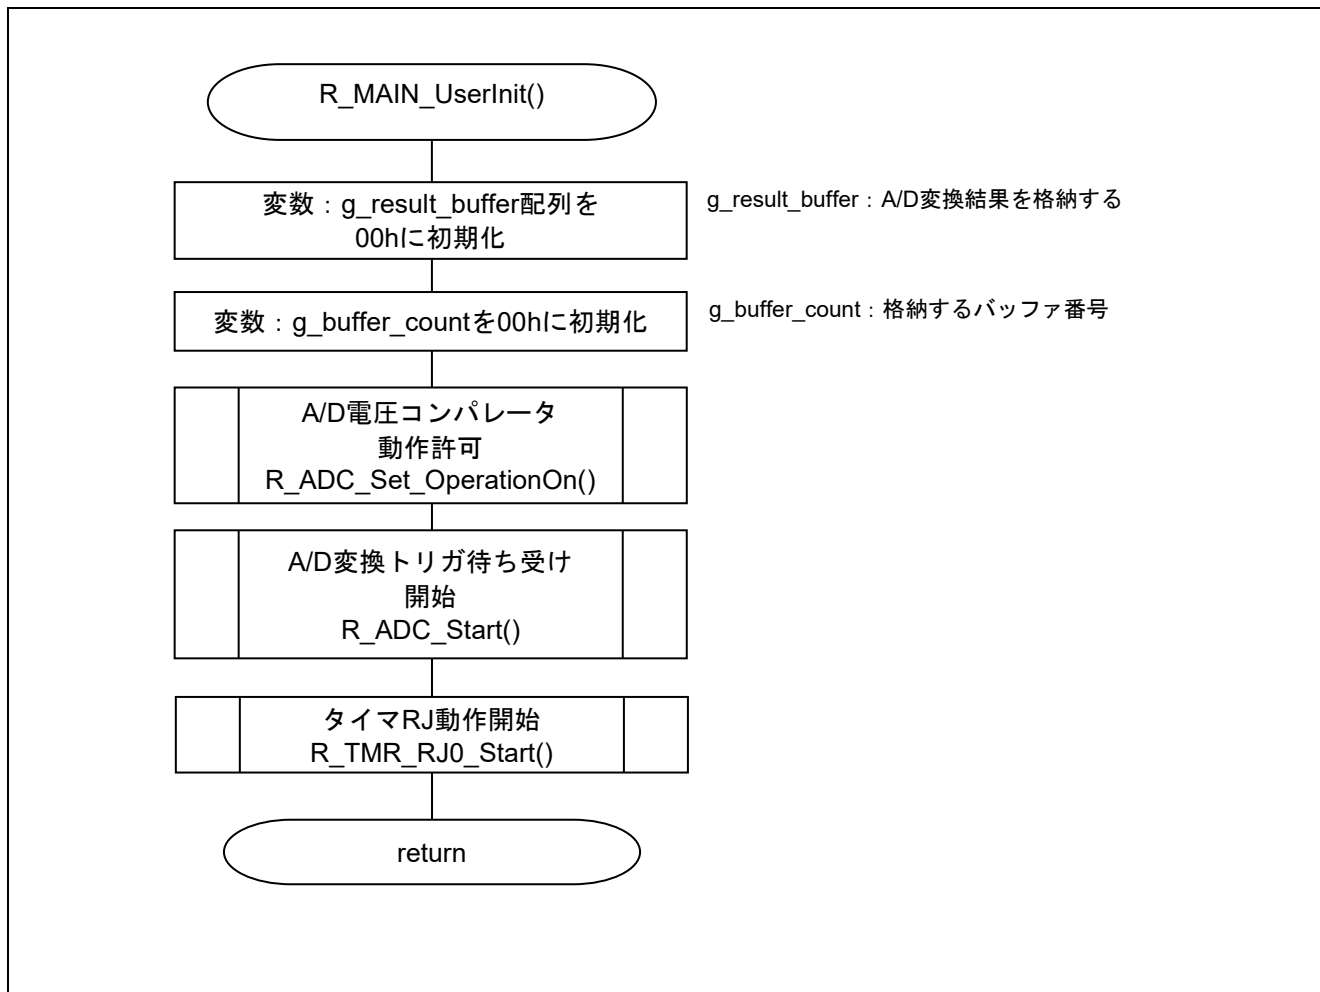 R_MAIN_UserInit()
変数：g_result_buffer配列を
00hに初期化
g_result_buffer：A/D変換結果を格納する
変数：g_buffer_countを00hに初期化
g_buffer_count：格納するバッファ番号
A/D電圧コンパレータ
動作許可
R_ADC_Set_OperationOn()
A/D変換トリガ待ち受け
開始
R_ADC_Start()
タイマRJ動作開始
R_TMR_RJ0_Start()
return